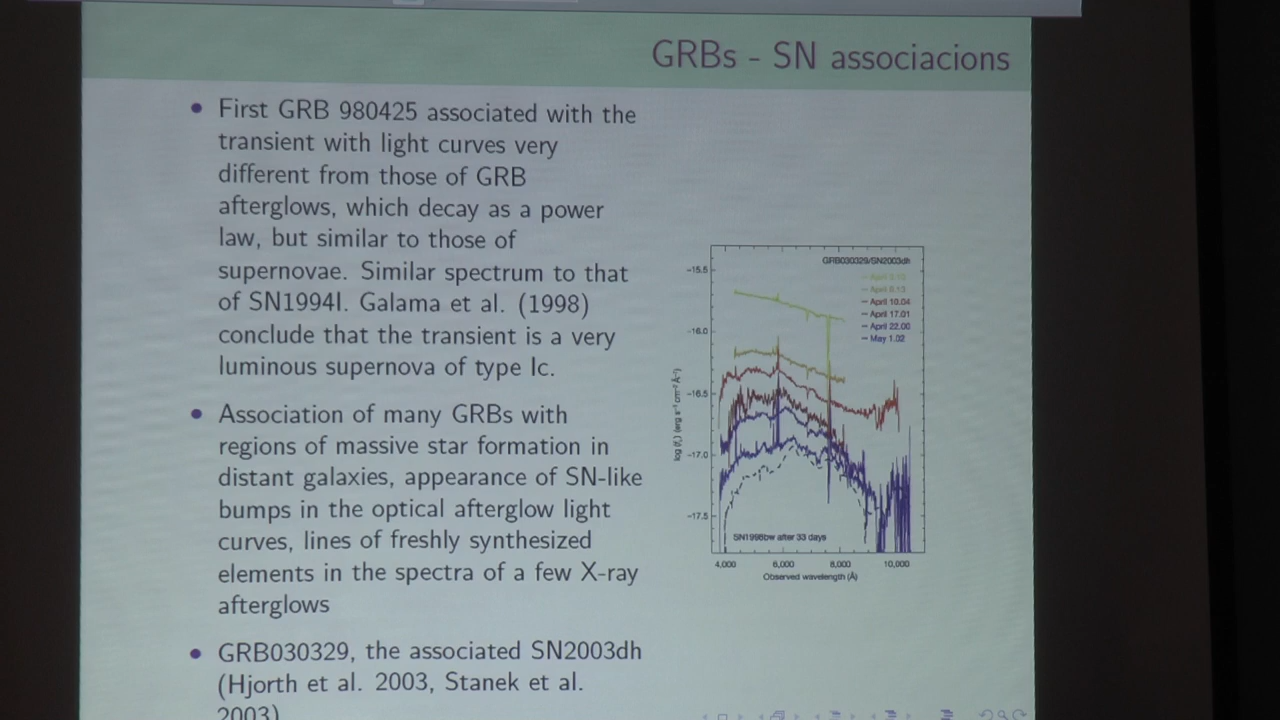 GRBs - SN associacions
• First GRB 980425 associated with the
transient with light curves very
different from those of GRB
afterglows, which decay as a power
law, but similar to those of
supernovae. Similar spectrum to that
of SN1994I. Galama et al. (1998)
conclude that the transient is a very
luminous supernova of type Ic.
• Association of many GRBs with
regions of massive star formation in
distant galaxies, appearance of SN-like
bumps in the optical afterglow light
curves, lines of freshly synthesized
elements in the spectra of a few X-ray
afterglows
• GRB030329, the associated SN2003dh
(Hjorth et al. 2003, Stanek et al.
2003)
GRB030329/SN2003dh
April 10.04
April 17.01
April 22.00
May 1.02
−15.5
−16.0
−16.5
−17.0
−17.5
SN1998bw after 33 days
4,000 6,000 8,000 10,000
Observed wavelength (Å)